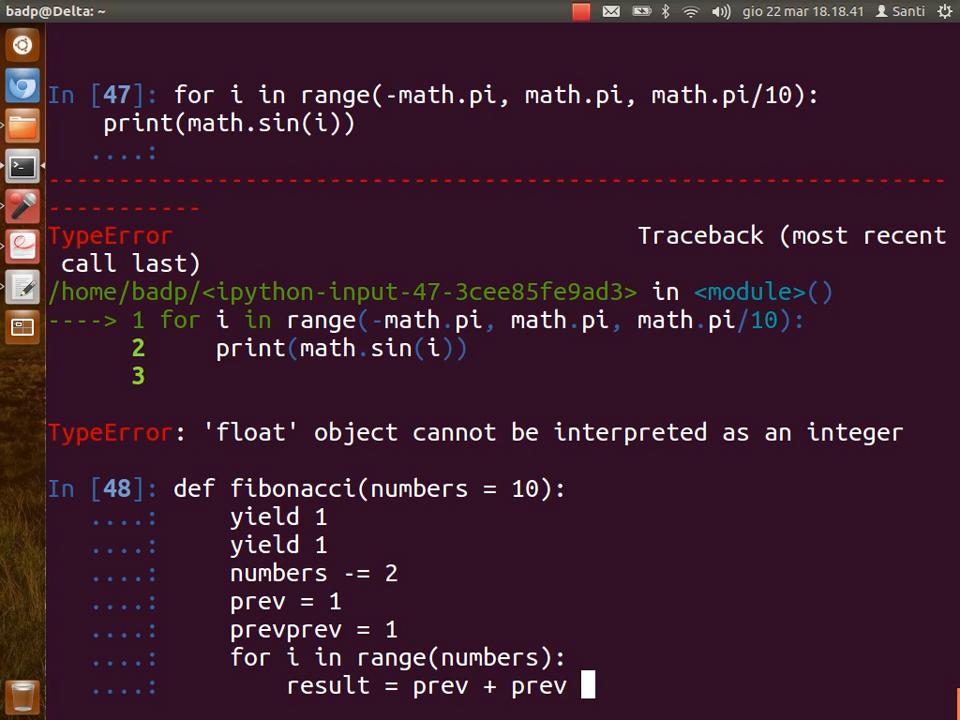 badp@Delta: ~
gio 22 mar 18.18.41 Santi
In [47]: for i in range(-math.pi, math.pi, math.pi/10):
print(math.sin(i))
....:
---------------------------------------------------------------------------
TypeError Traceback (most recent
call last)
/home/badp/<ipython-input-47-3cee85fe9ad3> in <module>()
----> 1 for i in range(-math.pi, math.pi, math.pi/10):
2 print(math.sin(i))
3
TypeError: 'float' object cannot be interpreted as an integer
In [48]: def fibonacci(numbers = 10):
....: yield 1
....: yield 1
....: numbers -= 2
....: prev = 1
....: prevprev = 1
....: for i in range(numbers):
....: result = prev + prev